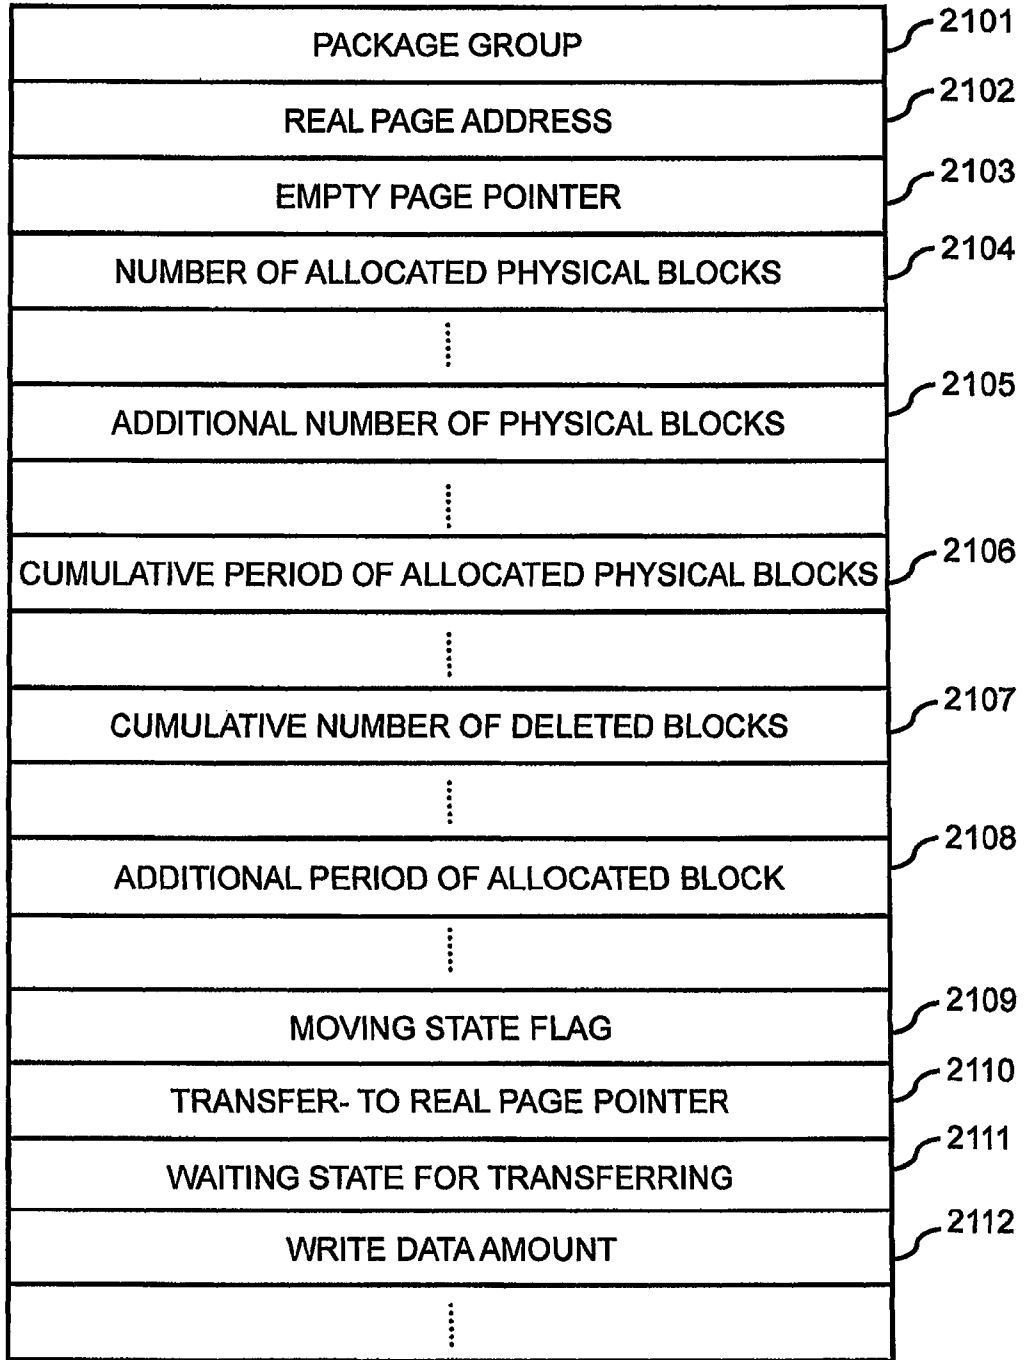 PACKAGE GROUP 2101
REAL PAGE ADDRESS 2102
EMPTY PAGE POINTER 2103
NUMBER OF ALLOCATED PHYSICAL BLOCKS 2104
ADDITIONAL NUMBER OF PHYSICAL BLOCKS 2105
CUMULATIVE PERIOD OF ALLOCATED PHYSICAL BLOCKS 2106
CUMULATIVE NUMBER OF DELETED BLOCKS 2107
ADDITIONAL PERIOD OF ALLOCATED BLOCK 2108
MOVING STATE FLAG 2109
TRANSFER- TO REAL PAGE POINTER 2110
WAITING STATE FOR TRANSFERRING 2111
WRITE DATA AMOUNT 2112